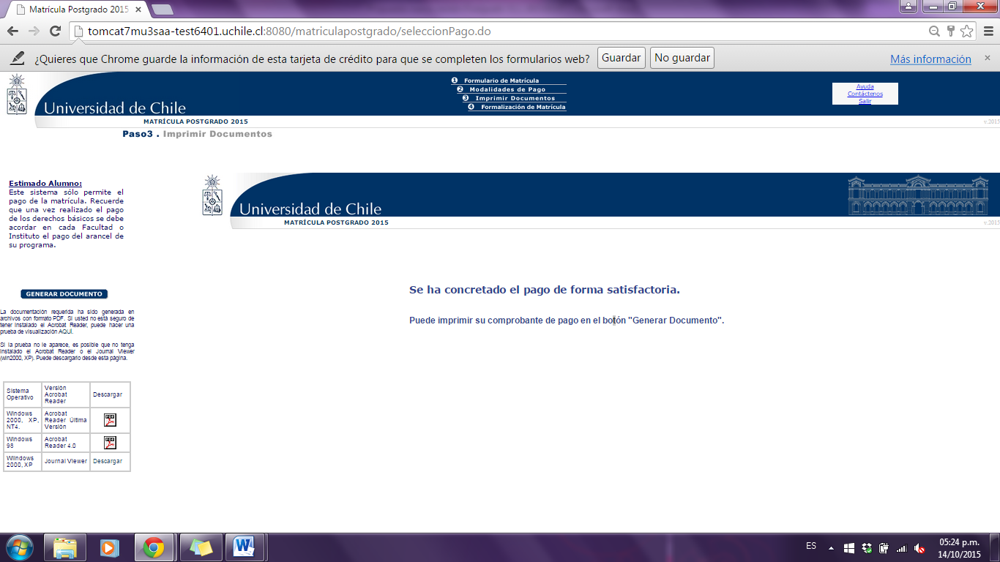 Matrícula Postgrado 2015
tomcat7mu3saa-test6401.uchile.cl:8080/matriculapostgrado/seleccionPago.do
¿Quieres que Chrome guarde la información de esta tarjeta de crédito para que se completen los formularios web? Guardar No guardar Más información
Universidad de Chile
1 Formulario de Matrícula
2 Modalidades de Pago
3 Imprimir Documentos
4 Formalización de Matrícula
Ayuda
Contáctenos
Salir
MATRÍCULA POSTGRADO 2015
v.2015
Paso3 . Imprimir Documentos
Estimado Alumno:
Este sistema sólo permite el
pago de la matrícula. Recuerde
que una vez realizado el pago
de los derechos básicos se debe
acordar en cada Facultad o
Instituto el pago del arancel de
su programa.
GENERAR DOCUMENTO
La documentación requerida ha sido generada en
archivos con formato PDF. Si usted no está seguro de
tener instalado el Acrobat Reader, puede hacer una
prueba de visualización AQUÍ.
Si la prueba no le aparece, es posible que no tenga
instalado el Acrobat Reader o el Journal Viewer
(win2000, XP). Puede descargarlo desde esta página.
Sistema
Operativo
Versión
Acrobat
Reader
Descargar
Windows
2000, XP,
NT4.
Acrobat
Reader Última
Versión
Windows
98
Acrobat
Reader 4.0
Windows
2000, XP
Journal Viewer
Descargar
Universidad de Chile
MATRÍCULA POSTGRADO 2015
v.2015
Se ha concretado el pago de forma satisfactoria.
Puede imprimir su comprobante de pago en el botón "Generar Documento".
ES
05:24 p.m.
14/10/2015